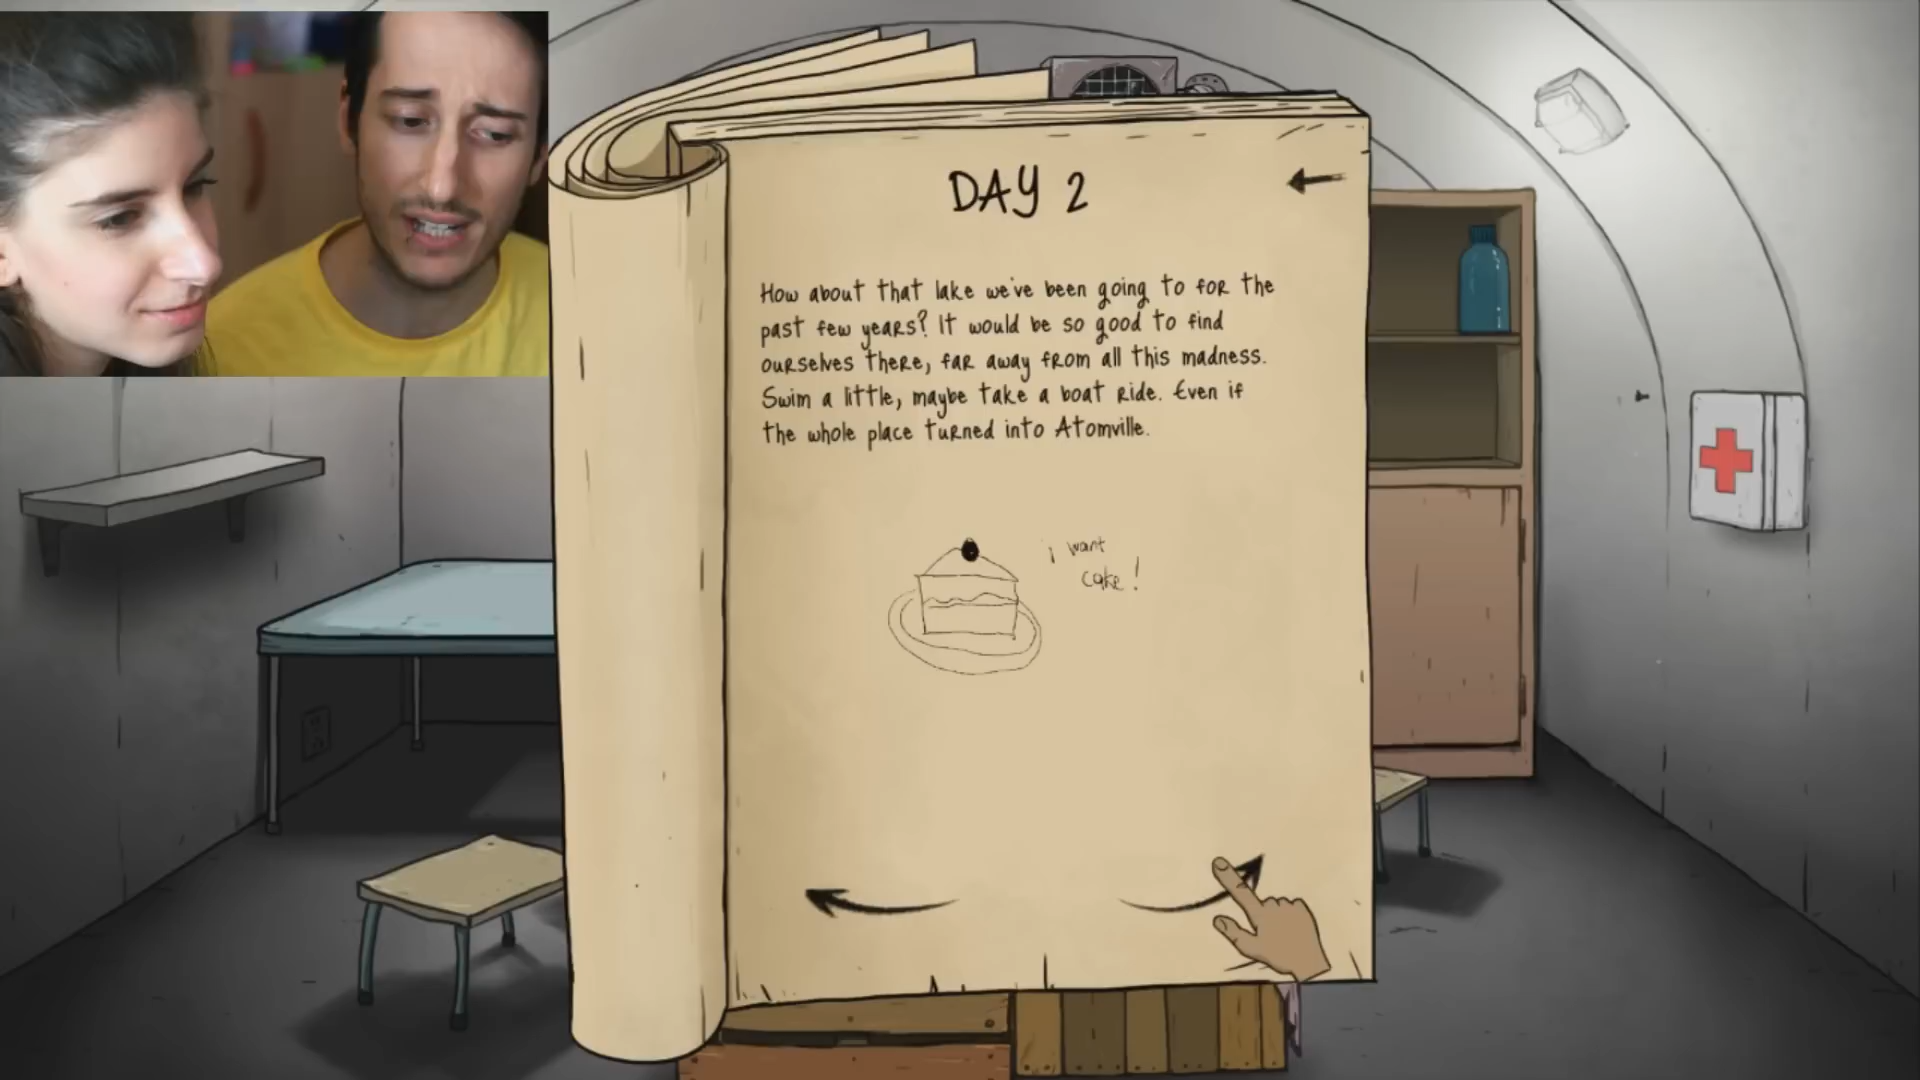 DAY 2
How about that lake we've been going to for the
past few years? It would be so good to find
ourselves there, far away from all this madness.
Swim a little, maybe take a boat ride. Even if
the whole place turned into Atomville.
i want
cake!